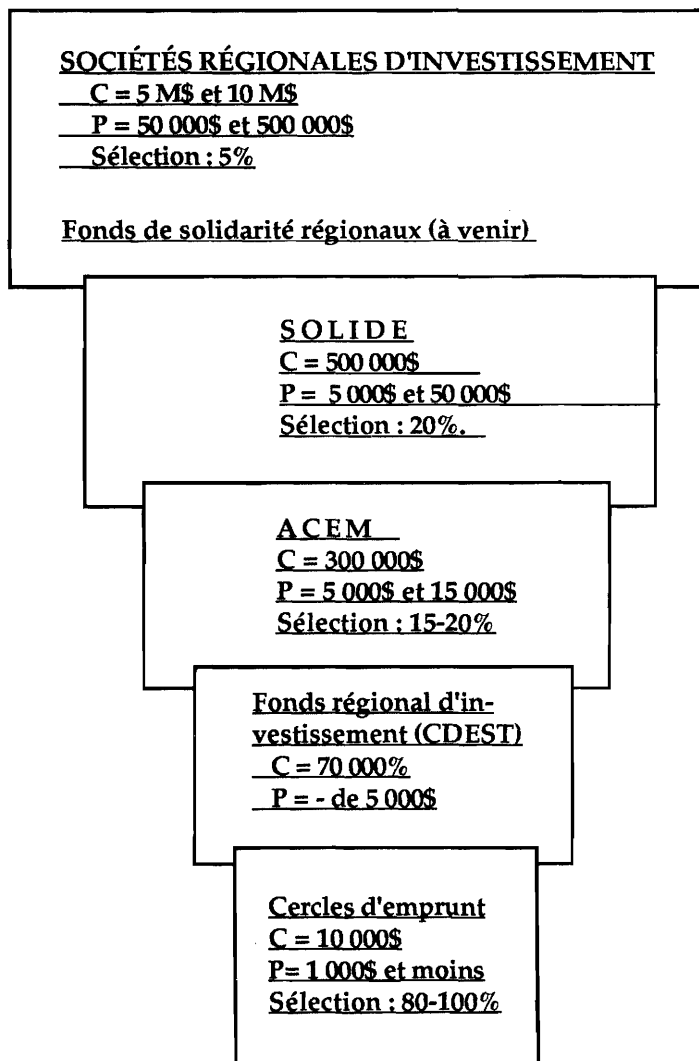 SOCIÉTÉS RÉGIONALES D'INVESTISSEMENT
C = 5 M$ et 10 M$
P = 50 000$ et 500 000$
Sélection : 5%
Fonds de solidarité régionaux (à venir)
SOLIDE
C = 500 000$
P = 5 000$ et 50 000$
Sélection : 20%.
ACEM
C = 300 000$
P = 5 000$ et 15 000$
Sélection : 15-20%
Fonds régional d'in-
vestissement (CDEST)
C = 70 000%
P = - de 5 000$
Cercles d'emprunt
C = 10 000$
P= 1 000$ et moins
Sélection : 80-100%